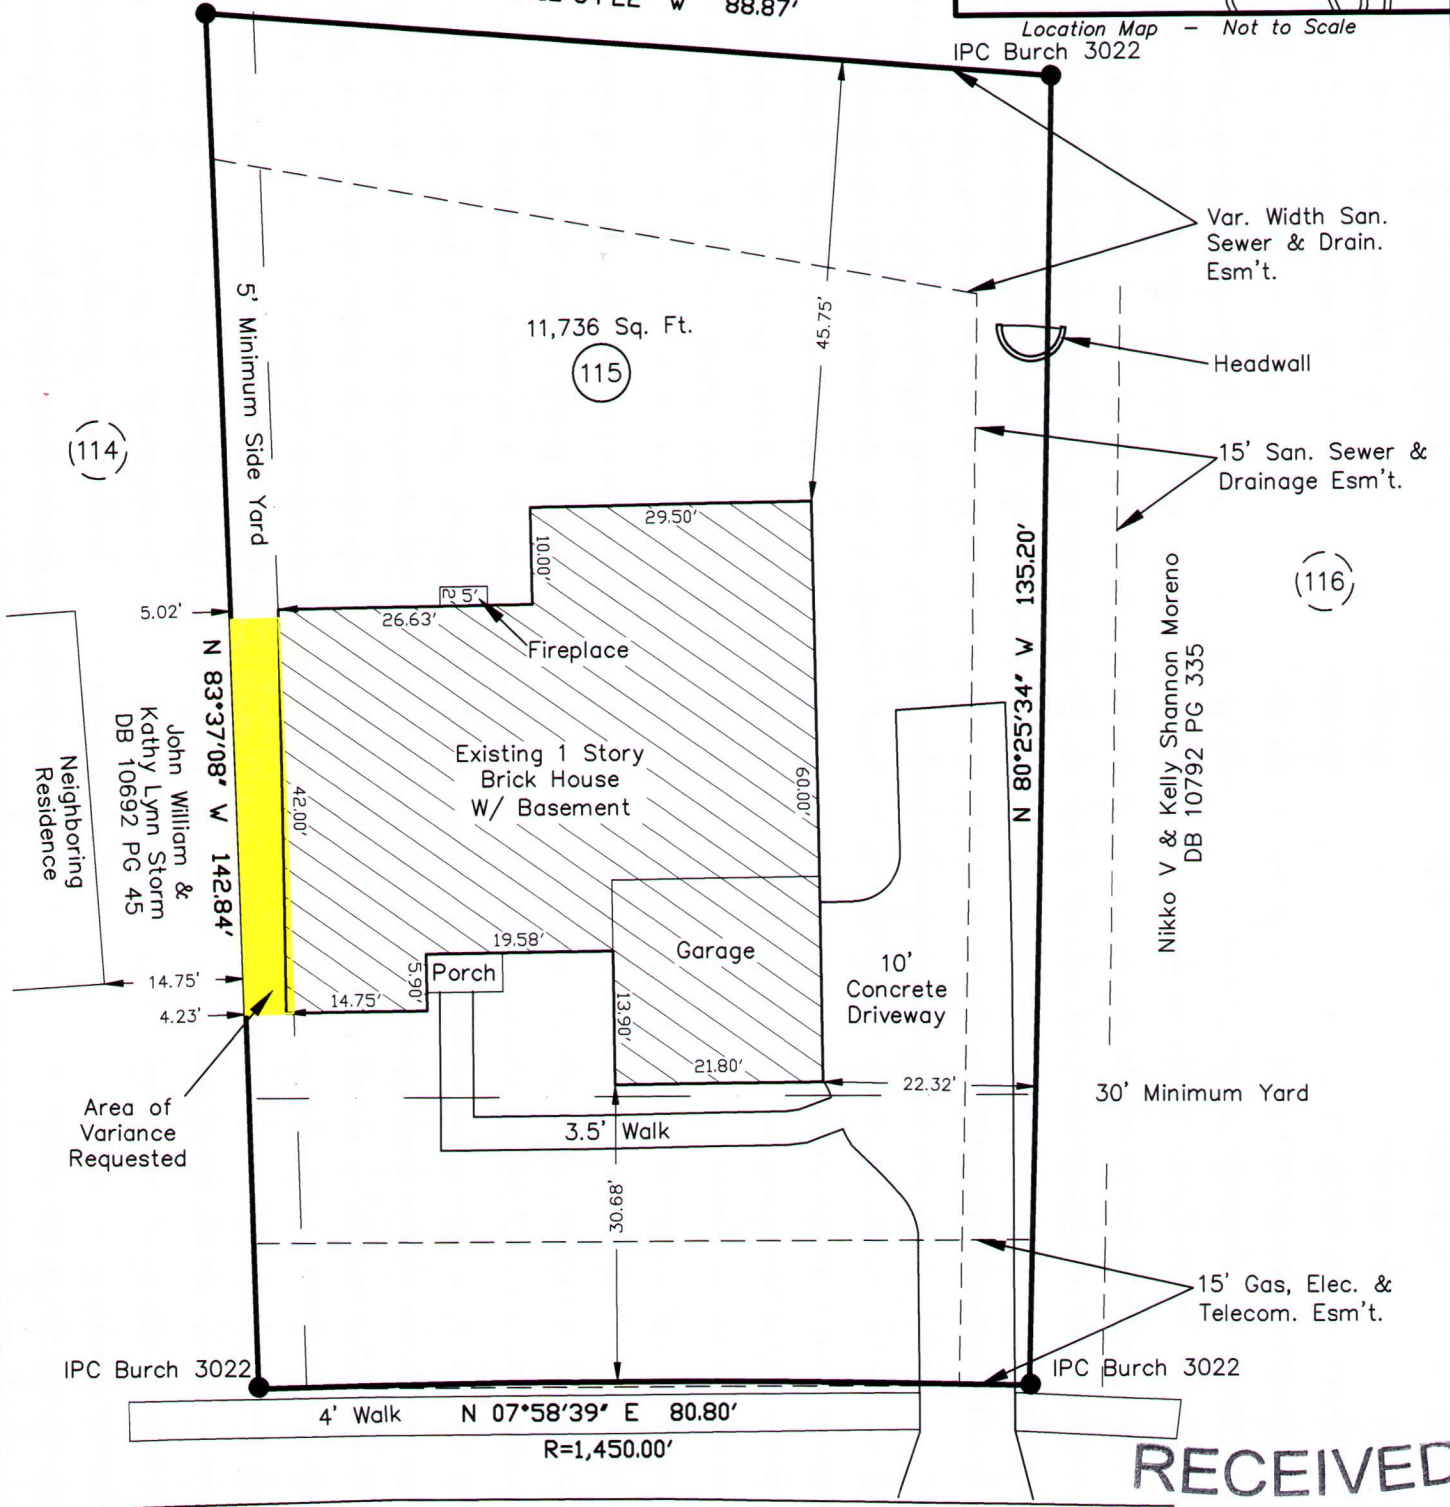 W 88.87'
Location Map – Not to Scale
IPC Burch 3022
Var. Width San.
Sewer & Drain.
Esm't.
5' Minimum Side Yard
11,736 Sq. Ft.
115
45.75'
Headwall
114
15' San. Sewer &
Drainage Esm't.
29.50'
10.00'
2.5'
26.63'
Fireplace
5.02'
N 83°37'08" W 142.84'
N 80°25'34" W 135.20'
116
Nikko V & Kelly Shannon Moreno
DB 10792 PG 335
John William &
Kathy Lynn Storm
DB 10692 PG 45
Neighboring
Residence
Existing 1 Story
Brick House
W/ Basement
42.00'
60.00'
19.58'
Garage
Porch
5.90'
14.75'
14.75'
4.23'
13.90'
21.80'
10'
Concrete
Driveway
22.32'
30' Minimum Yard
Area of
Variance
Requested
3.5' Walk
30.68'
15' Gas, Elec. &
Telecom. Esm't.
IPC Burch 3022
IPC Burch 3022
4' Walk
N 07°58'39" E 80.80'
R=1,450.00'
RECEIVED